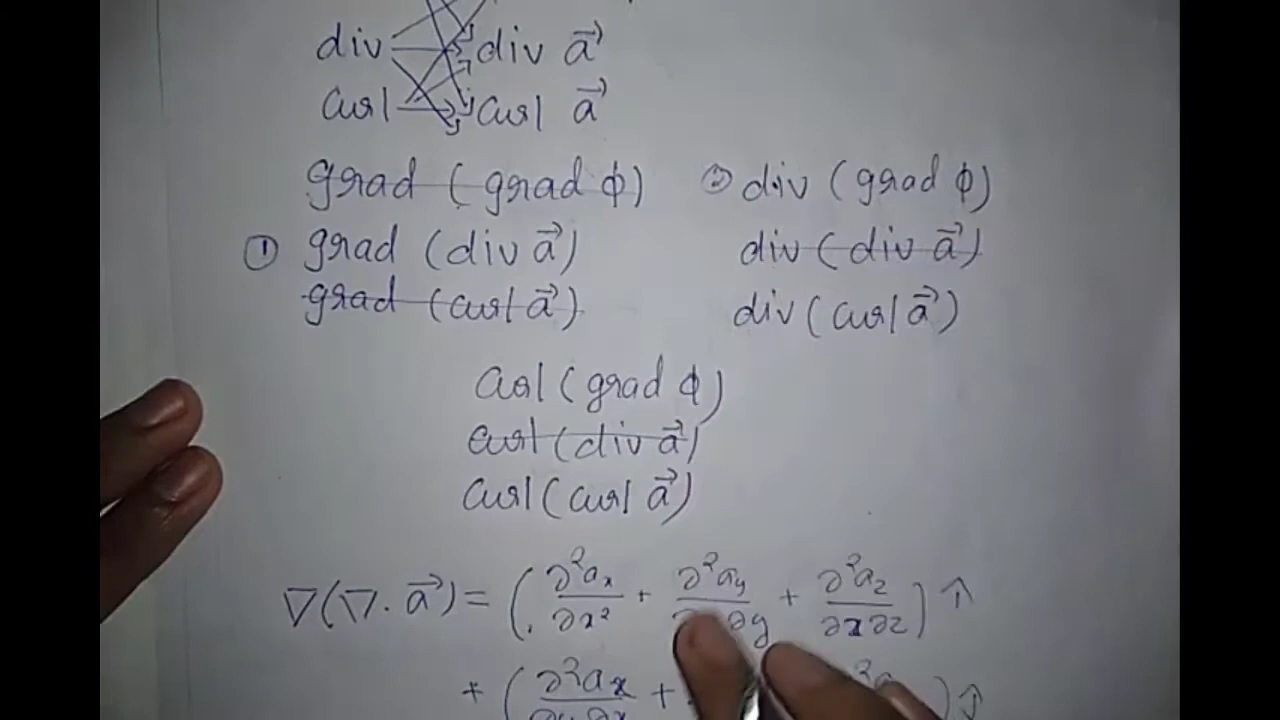 div div a⃗
curl curl a⃗
grad (grad ϕ) ② div (grad ϕ)
① grad (div a⃗) div (div a⃗)
grad (curl a⃗) div (curl a⃗)
curl (grad ϕ)
curl (div a⃗)
curl (curl a⃗)
∇(∇. a⃗) = (∂²aₓ/∂x² + ∂²a_y/ ∂y + ∂²a_z/∂x∂z) î
+ (∂²aₓ/∂y∂x + ) ĵ